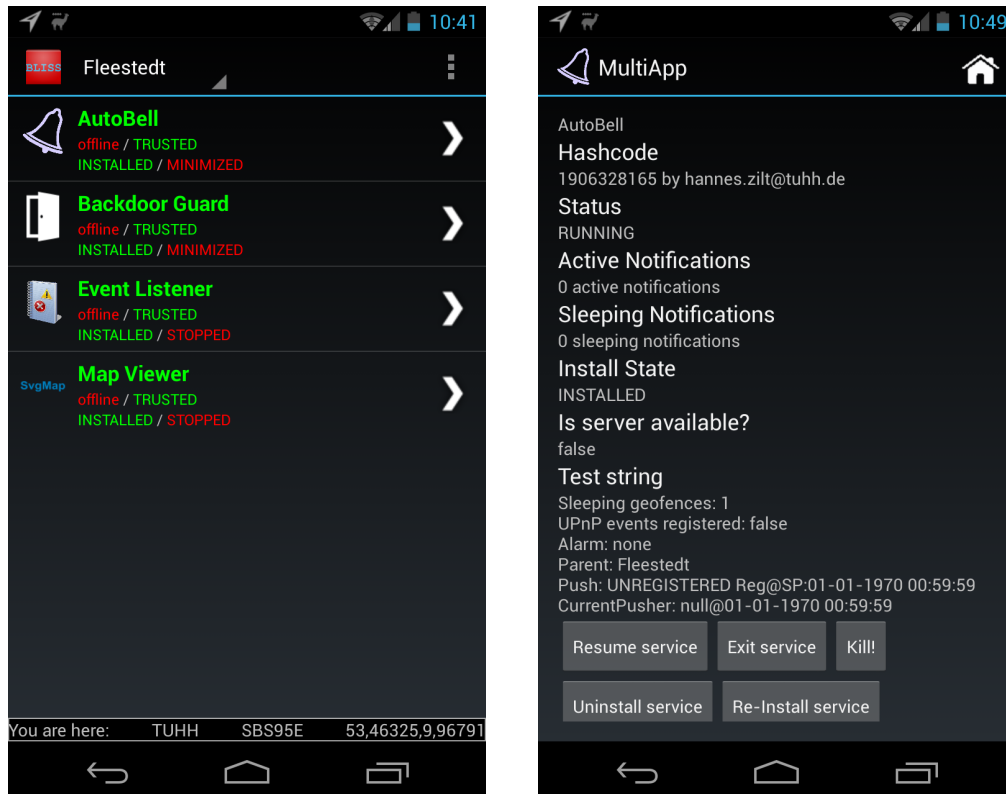 10:41
BLISS Fleestedt
AutoBell
offline / TRUSTED
INSTALLED / MINIMIZED
Backdoor Guard
offline / TRUSTED
INSTALLED / MINIMIZED
Event Listener
offline / TRUSTED
INSTALLED / STOPPED
SvgMap
Map Viewer
offline / TRUSTED
INSTALLED / STOPPED
You are here: TUHH SBS95E 53,46325,9,96791
10:49
MultiApp
AutoBell
Hashcode
1906328165 by hannes.zilt@tuhh.de
Status
RUNNING
Active Notifications
0 active notifications
Sleeping Notifications
0 sleeping notifications
Install State
INSTALLED
Is server available?
false
Test string
Sleeping geofences: 1
UPnP events registered: false
Alarm: none
Parent: Fleestedt
Push: UNREGISTERED Reg@SP:01-01-1970 00:59:59
CurrentPusher: null@01-01-1970 00:59:59
Resume service Exit service Kill!
Uninstall service Re-Install service